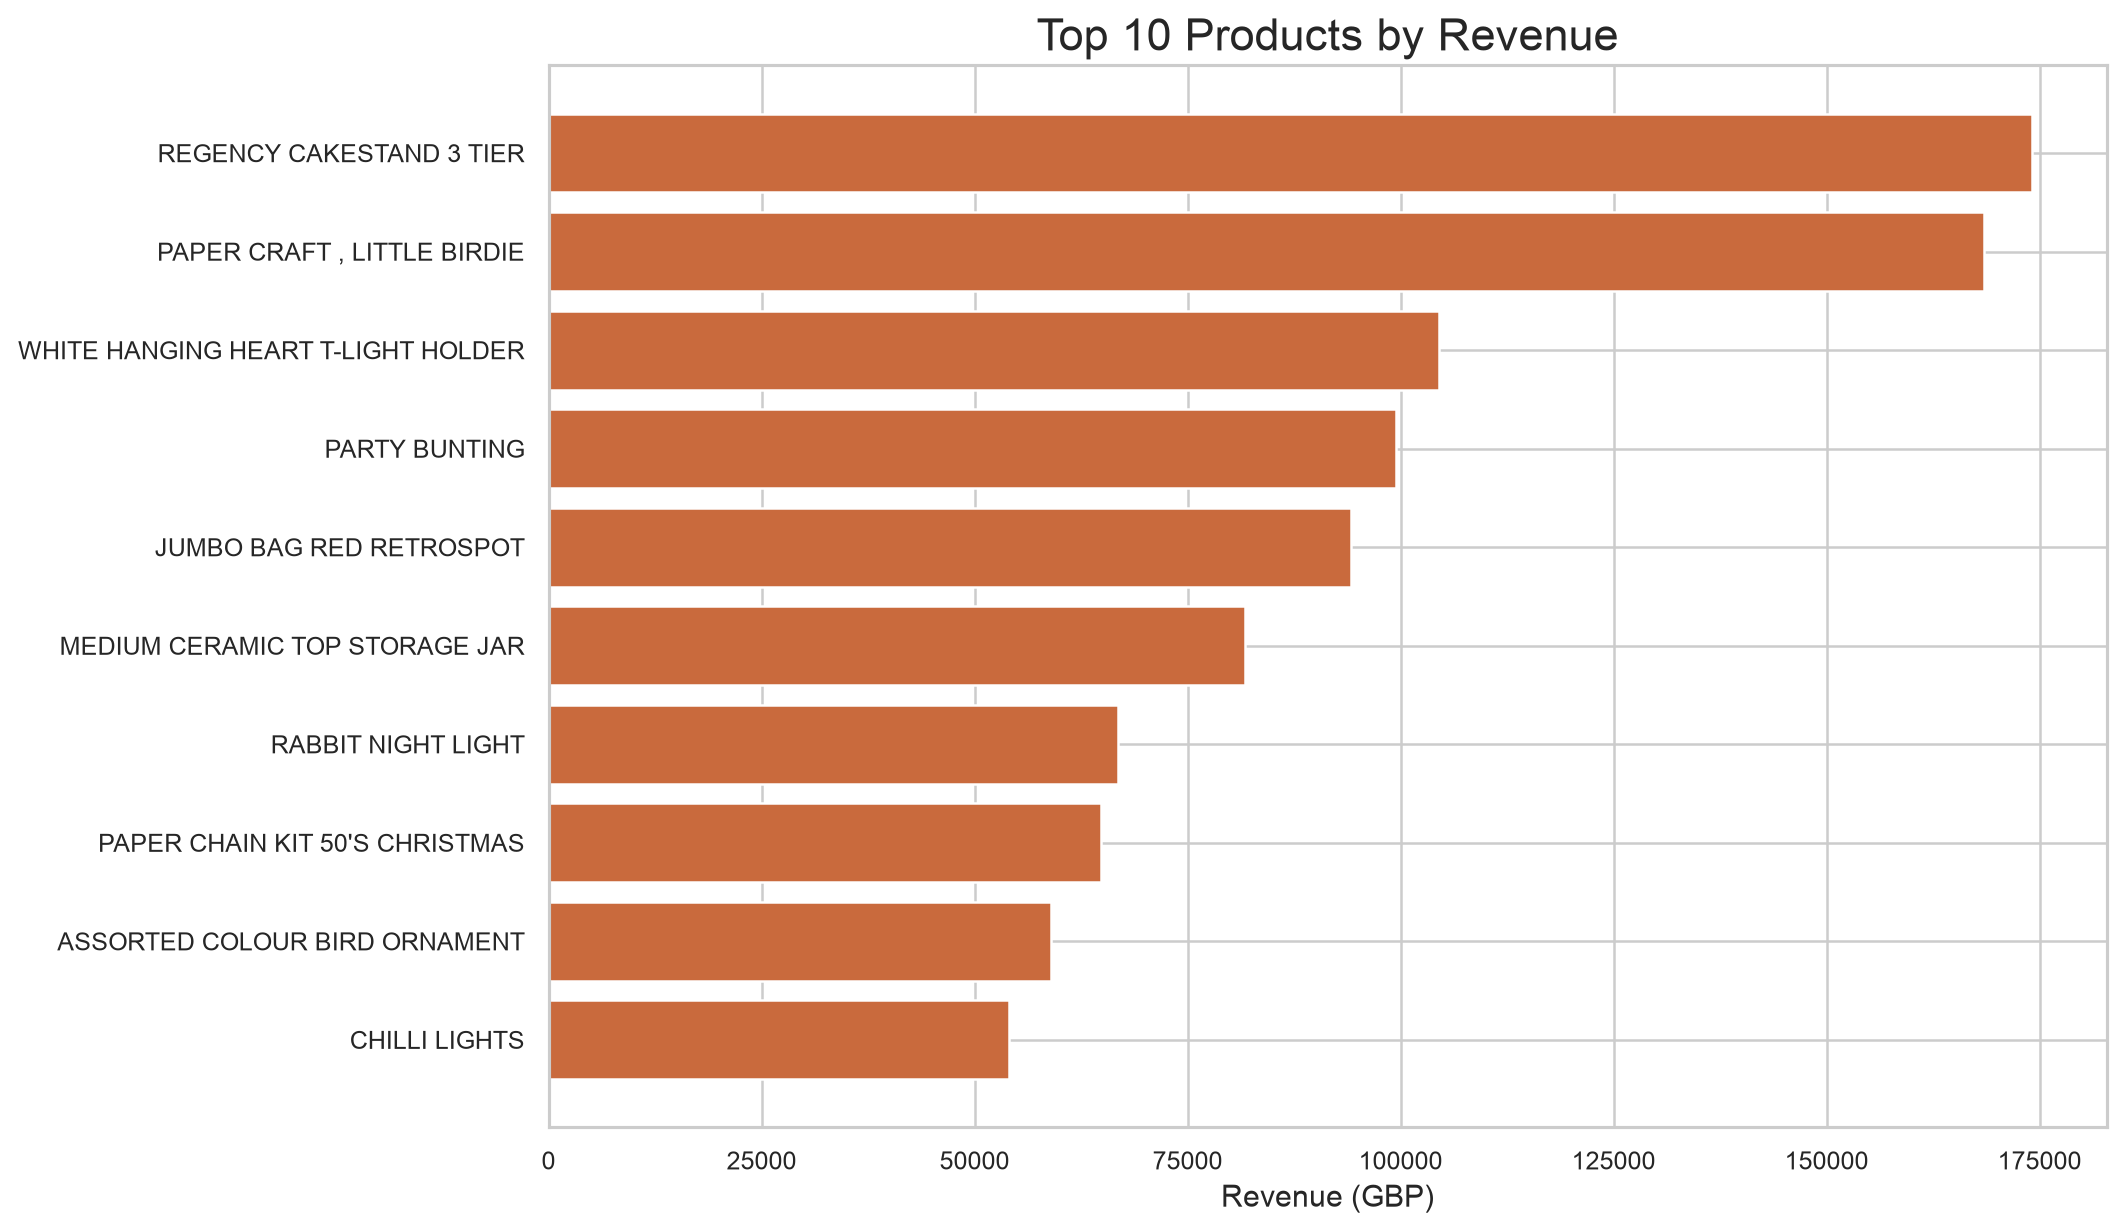 Top 10 Products by Revenue
REGENCY CAKESTAND 3 TIER
PAPER CRAFT , LITTLE BIRDIE
WHITE HANGING HEART T-LIGHT HOLDER
PARTY BUNTING
JUMBO BAG RED RETROSPOT
MEDIUM CERAMIC TOP STORAGE JAR
RABBIT NIGHT LIGHT
PAPER CHAIN KIT 50'S CHRISTMAS
ASSORTED COLOUR BIRD ORNAMENT
CHILLI LIGHTS
0 25000 50000 75000 100000 125000 150000 175000
Revenue (GBP)